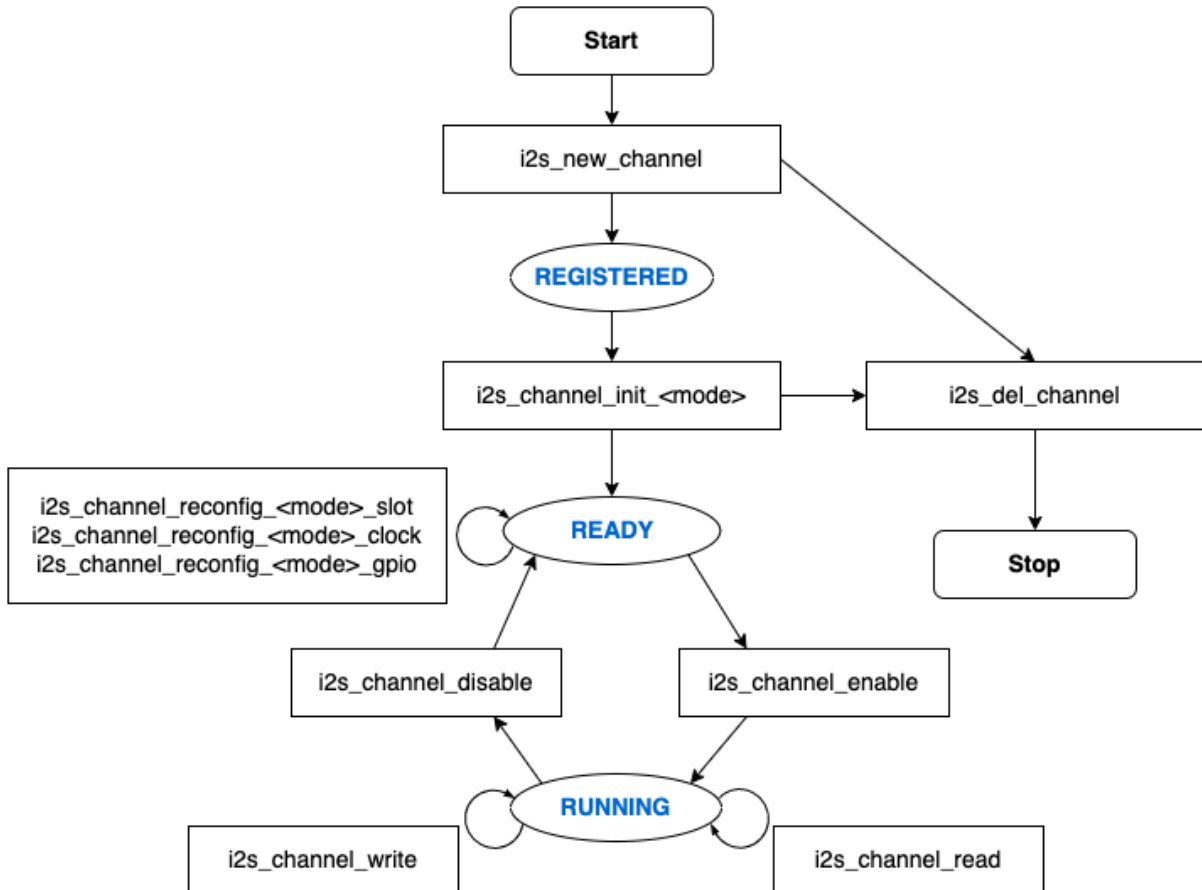 Start
i2s_new_channel
REGISTERED
i2s_channel_init_<mode>
i2s_del_channel
i2s_channel_reconfig_<mode>_slot
i2s_channel_reconfig_<mode>_clock
i2s_channel_reconfig_<mode>_gpio
READY
Stop
i2s_channel_disable
i2s_channel_enable
RUNNING
i2s_channel_write
i2s_channel_read